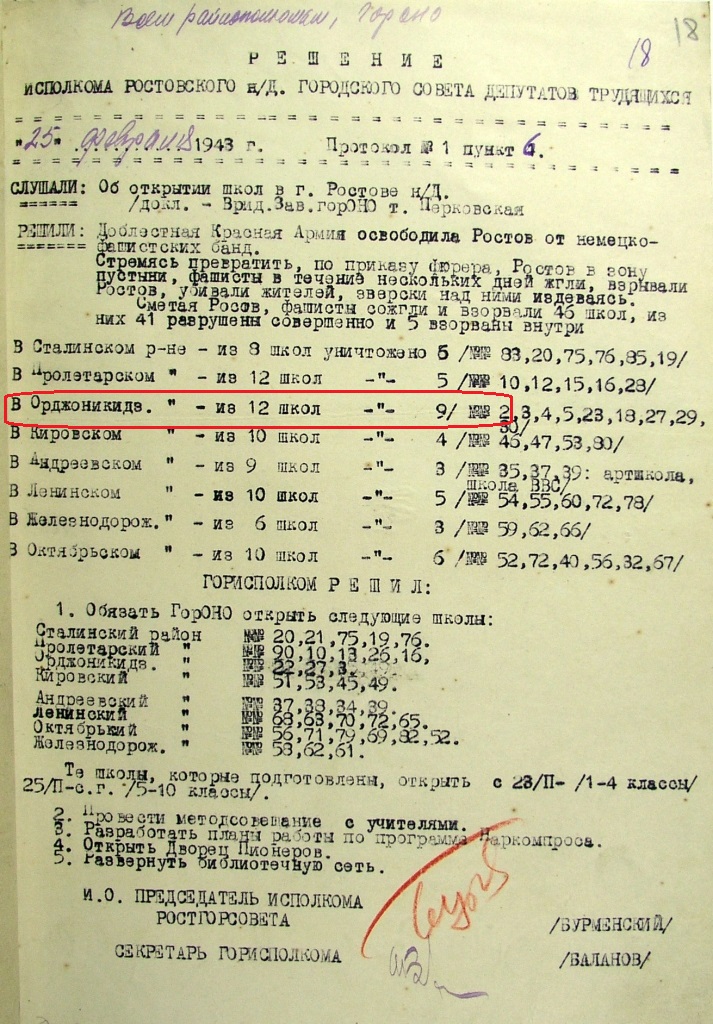 Всем райисполкомам, Гороно
18
18
РЕШЕНИЕ
ИСПОЛКОМА РОСТОВСКОГО н/Д. ГОРОДСКОГО СОВЕТА ДЕПУТАТОВ ТРУДЯЩИХСЯ
"25" февраля 1943 г. Протокол № 1 пункт 6.
СЛУШАЛИ: Об открытии школ в г. Ростове н/Д.
/докл. - Врид.Зав.горОНО т. Перковская
РЕШИЛИ: Доблестная Красная Армия освободила Ростов от немецко-
фашистских банд.
Стремясь превратить, по приказу фюрера, Ростов в зону
пустыни, фашисты в течение нескольких дней жгли, взрывали
Ростов, убивали жителей, зверски над ними издеваясь.
Сметая Росов, фашисты сожгли и взорвали 46 школ, из
них 41 разрушены совершенно и 5 взорваны внутри
В Сталинском р-не - из 8 школ уничтожено 5 /№№ 83,20,75,76,85,19/
В Пролетарском " - из 12 школ -"- 5 /№№ 10,12,15,16,28/
В Орджоникидз. " - из 12 школ -"- 9/ №№ 2,3,4,5,23,18,27,29,
30/
В Кировском " - из 10 школ -"- 4 /№№ 46,47,53,80/
В Андреевском " - из 9 школ -"- 3 /№№ 35,37,39: артшкола,
школа ВВС/
В Ленинском " - из 10 школ -"- 5 /№№ 54,55,60,72,78/
В Железнодорож. " - из 6 школ -"- 3 /№№ 59,62,66/
В Октябрьском " - из 10 школ -"- 6 /№№ 52,72,40,56,32,67/
ГОРИСПОЛКОМ РЕШИЛ:
1. Обязать ГорОНО открыть следующие школы:
Сталинский район №№ 20,21,75,19,76.
Пролетарский " №№ 90,10,13,26,16,
Орджоникидз. " №№ 22,27,3
Кировский " №№ 51,53,45,49.
Андреевский " №№ 37,38,34,39.
Ленинский " №№ 68,63,70,72,65.
Октябрький " №№ 56,71,79,69,82,52.
Железнодорож. " №№ 58,62,61.
Те школы, которые подготовлены, открыть с 23/П- /1-4 классы/
25/П-с.г. /5-10 классы/.
2. Провести методсовещание с учителями.
3. Разработать планы работы по программе Наркомпроса.
4. Открыть Дворец Пионеров.
5. Развернуть библиотечную сеть.
И.О. ПРЕДСЕДАТЕЛЬ ИСПОЛКОМА
РОСТГОРСОВЕТА /БУРМЕНСКИЙ/
СЕКРЕТАРЬ ГОРИСПОЛКОМА /БАЛАНОВ/